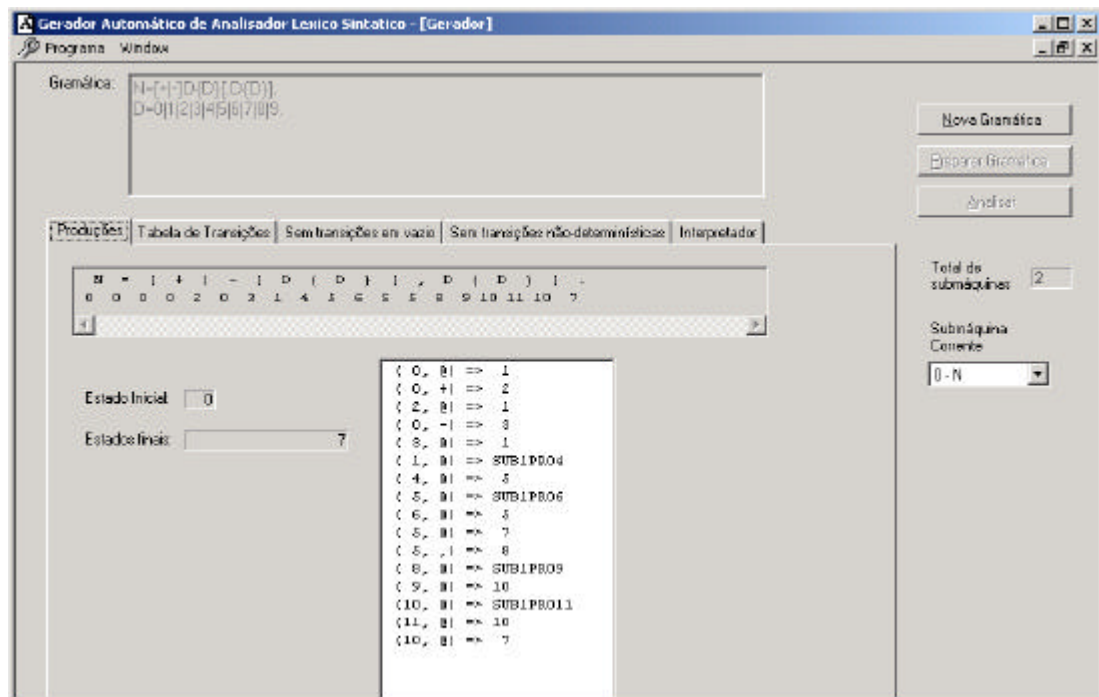 Gerador Automático de Analisador Lexico Sintatico - [Gerador]
Programa Window
Gramática:
N=[+|-]D{D}[,D{D}].
D=0|1|2|3|4|5|6|7|8|9.
Nova Gramática
Preparar Gramática
Analisar
Produções Tabela de Transições Sem transições em vazio Sem transições não-determinísticas Interpretador
N = [ + | - ] D { D } [ , D { D } ] .
0 0 0 0 2 0 3 1 4 5 6 5 5 8 9 10 11 10 7
Total de
submáquinas 2
Submáquina
Corrente
0 - N
Estado Inicial: 0
Estados finais: 7
( 0, @) => 1
( 0, +) => 2
( 2, @) => 1
( 0, -) => 3
( 3, @) => 1
( 1, @) => SUB1PRO4
( 4, @) => 5
( 5, @) => SUB1PRO6
( 6, @) => 5
( 5, @) => 7
( 5, ,) => 8
( 8, @) => SUB1PRO9
( 9, @) => 10
(10, @) => SUB1PRO11
(11, @) => 10
(10, @) => 7